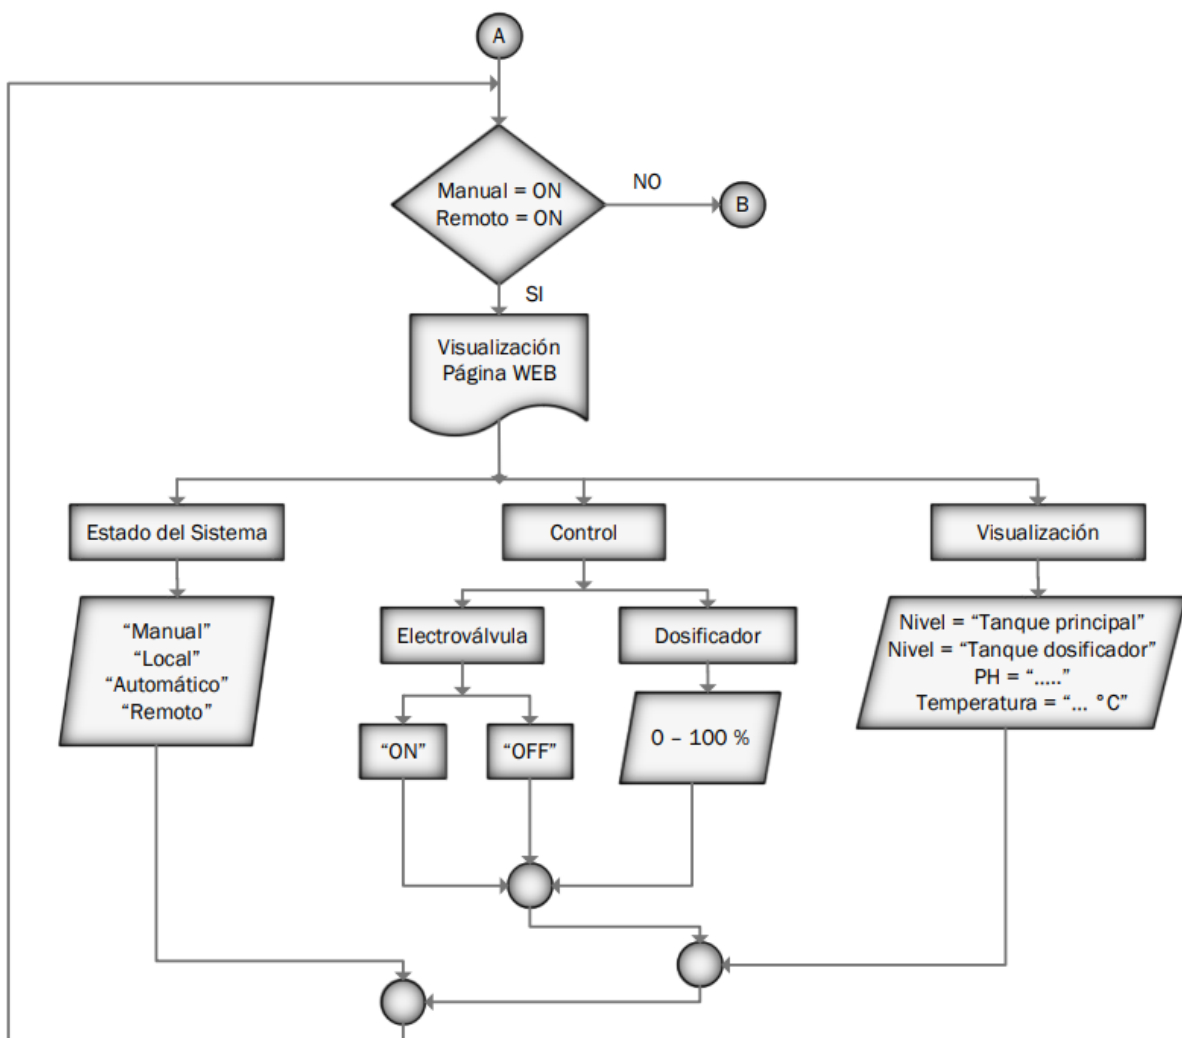 A
Manual = ON
Remoto = ON
NO
B
SI
Visualización
Página WEB
Estado del Sistema
Control
Visualización
“Manual”
“Local”
“Automático”
“Remoto”
Electroválvula
Dosificador
Nivel = “Tanque principal”
Nivel = “Tanque dosificador”
PH = “.....”
Temperatura = “... °C”
“ON”
“OFF”
0 – 100 %